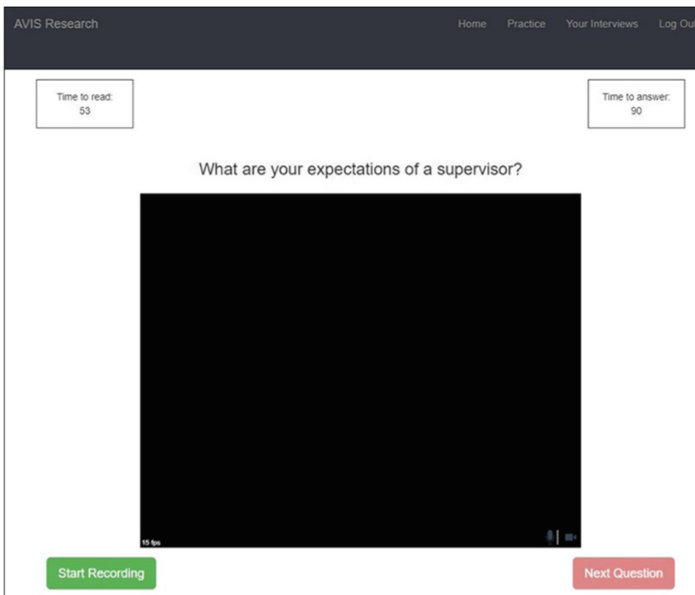 AVIS Research Home Practice Your Interviews Log Out
Time to read:
53
Time to answer:
90
What are your expectations of a supervisor?
15 fps
Start Recording Next Question